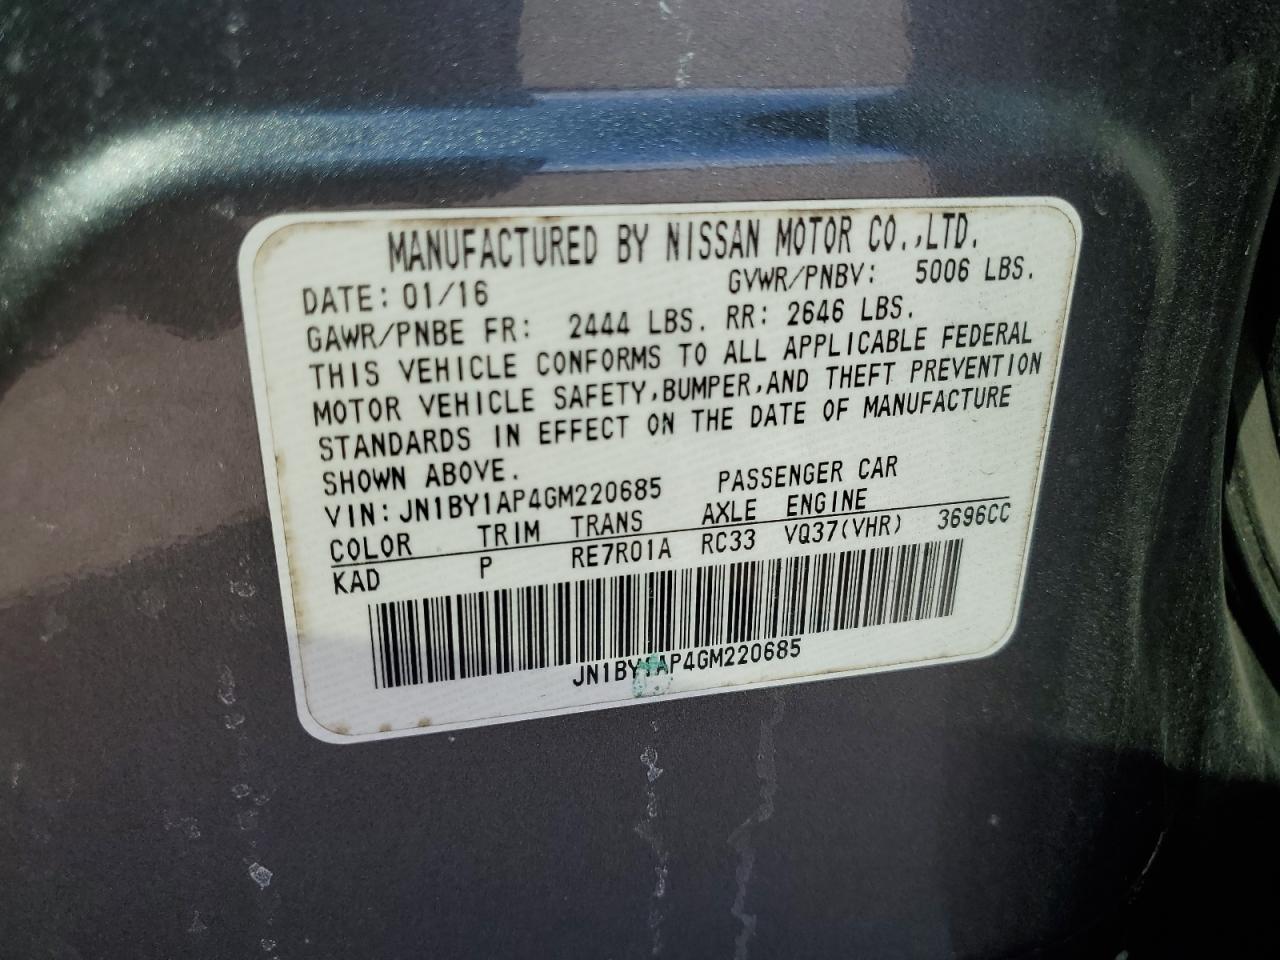 MANUFACTURED BY NISSAN MOTOR CO.,LTD.
DATE: 01/16 GVWR/PNBV: 5006 LBS.
GAWR/PNBE FR: 2444 LBS. RR: 2646 LBS.
THIS VEHICLE CONFORMS TO ALL APPLICABLE FEDERAL
MOTOR VEHICLE SAFETY,BUMPER,AND THEFT PREVENTION
STANDARDS IN EFFECT ON THE DATE OF MANUFACTURE
SHOWN ABOVE.
VIN: JN1BY1AP4GM220685 PASSENGER CAR
COLOR TRIM TRANS AXLE ENGINE
KAD P RE7R01A RC33 VQ37(VHR) 3696CC
JN1BY1AP4GM220685